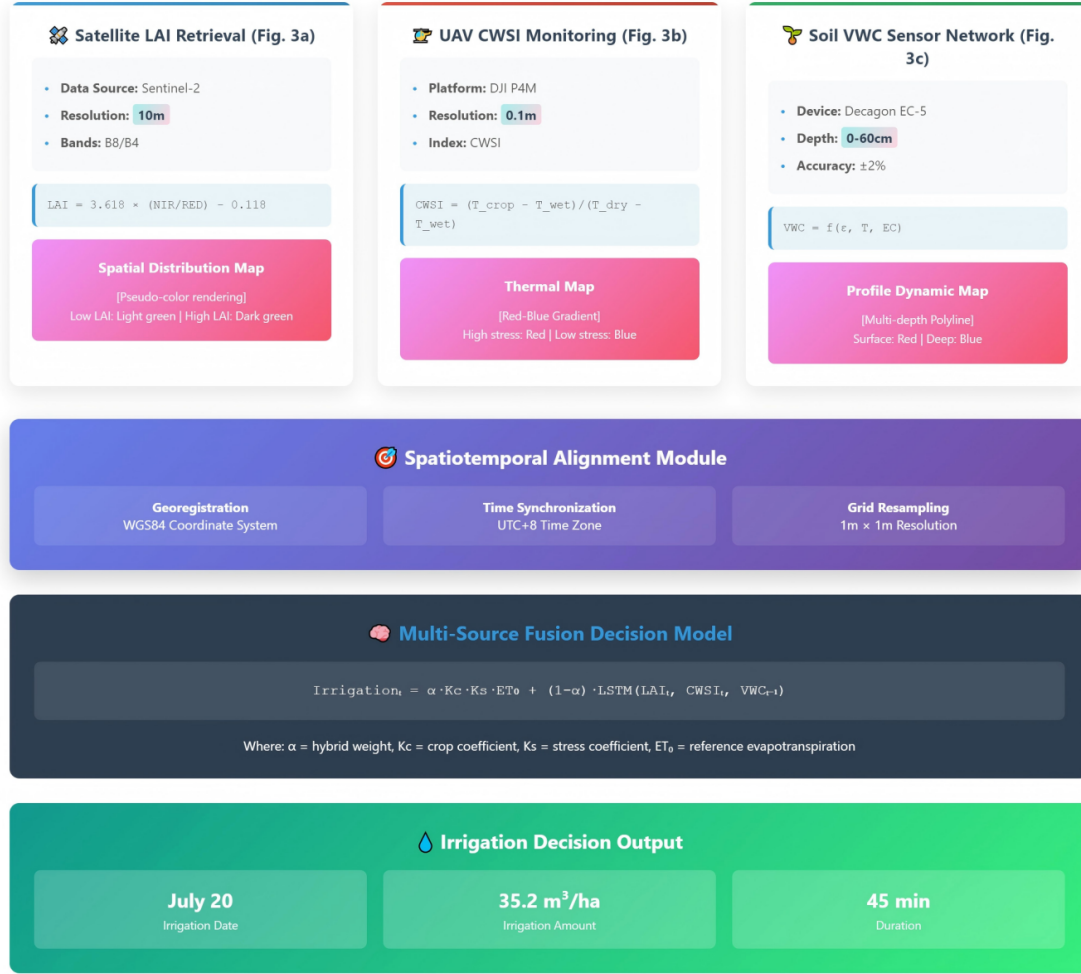 Satellite LAI Retrieval (Fig. 3a)
Data Source: Sentinel-2
Resolution: 10m
Bands: B8/B4
LAI = 3.618 × (NIR/RED) - 0.118
Spatial Distribution Map
[Pseudo-color rendering]
Low LAI: Light green | High LAI: Dark green
UAV CWSI Monitoring (Fig. 3b)
Platform: DJI P4M
Resolution: 0.1m
Index: CWSI
CWSI = (T_crop - T_wet)/(T_dry -
T_wet)
Thermal Map
[Red-Blue Gradient]
High stress: Red | Low stress: Blue
Soil VWC Sensor Network (Fig.
3c)
Device: Decagon EC-5
Depth: 0-60cm
Accuracy: ±2%
VWC = f(ε, T, EC)
Profile Dynamic Map
[Multi-depth Polyline]
Surface: Red | Deep: Blue
Spatiotemporal Alignment Module
Georegistration
WGS84 Coordinate System
Time Synchronization
UTC+8 Time Zone
Grid Resampling
1m × 1m Resolution
Multi-Source Fusion Decision Model
Irrigationₜ = α·Kc·Ks·ET₀ + (1-α)·LSTM(LAIₜ, CWSIₜ, VWCₜ₋₁)
Where: α = hybrid weight, Kc = crop coefficient, Ks = stress coefficient, ET₀ = reference evapotranspiration
Irrigation Decision Output
July 20
Irrigation Date
35.2 m³/ha
Irrigation Amount
45 min
Duration